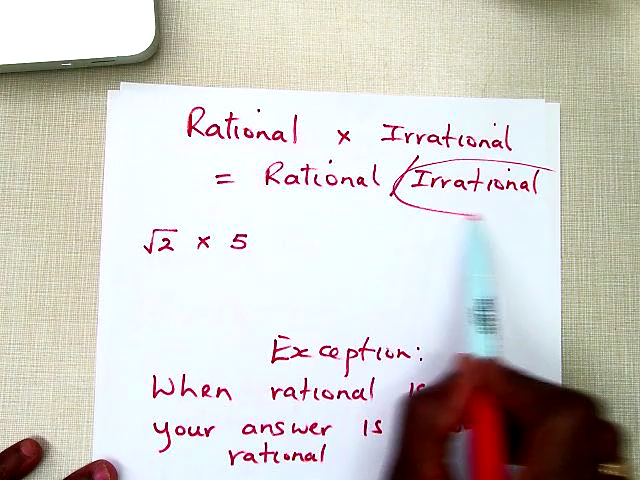 Rational x Irrational
= Rational / Irrational
√2 x 5
Exception:
When rational
your answer is
rational